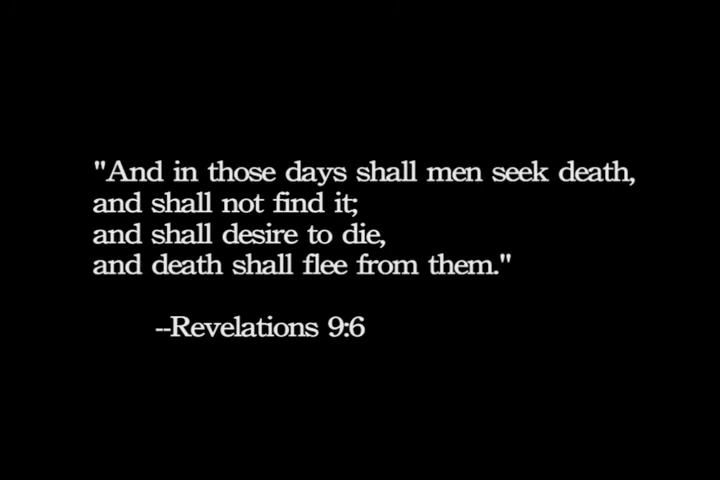 "And in those days shall men seek death,
and shall not find it;
and shall desire to die,
and death shall flee from them."
--Revelations 9:6